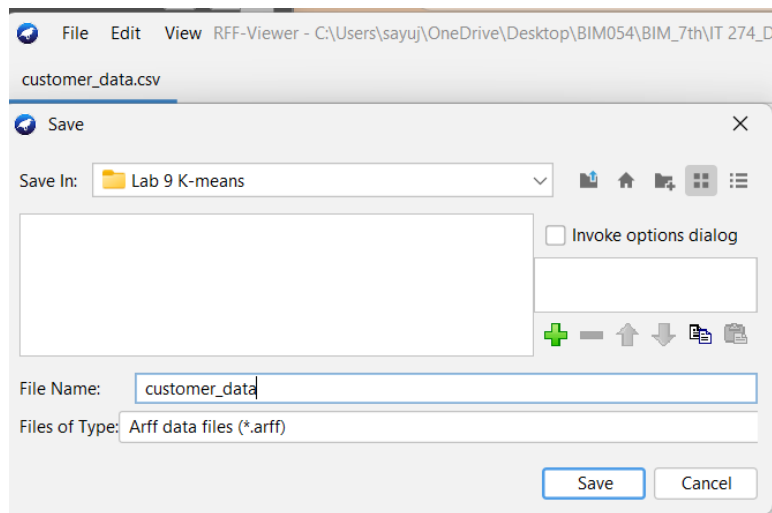 File Edit View RFF-Viewer - C:\Users\sayuj\OneDrive\Desktop\BIM054\BIM_7th\IT 274_D
customer_data.csv
Save
Save In: Lab 9 K-means
Invoke options dialog
File Name: customer_data
Files of Type: Arff data files (*.arff)
Save Cancel